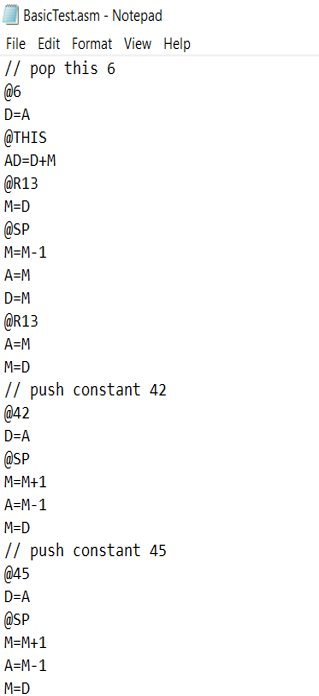 BasicTest.asm - Notepad
File Edit Format View Help
// pop this 6
@6
D=A
@THIS
AD=D+M
@R13
M=D
@SP
M=M-1
A=M
D=M
@R13
A=M
M=D
// push constant 42
@42
D=A
@SP
M=M+1
A=M-1
M=D
// push constant 45
@45
D=A
@SP
M=M+1
A=M-1
M=D